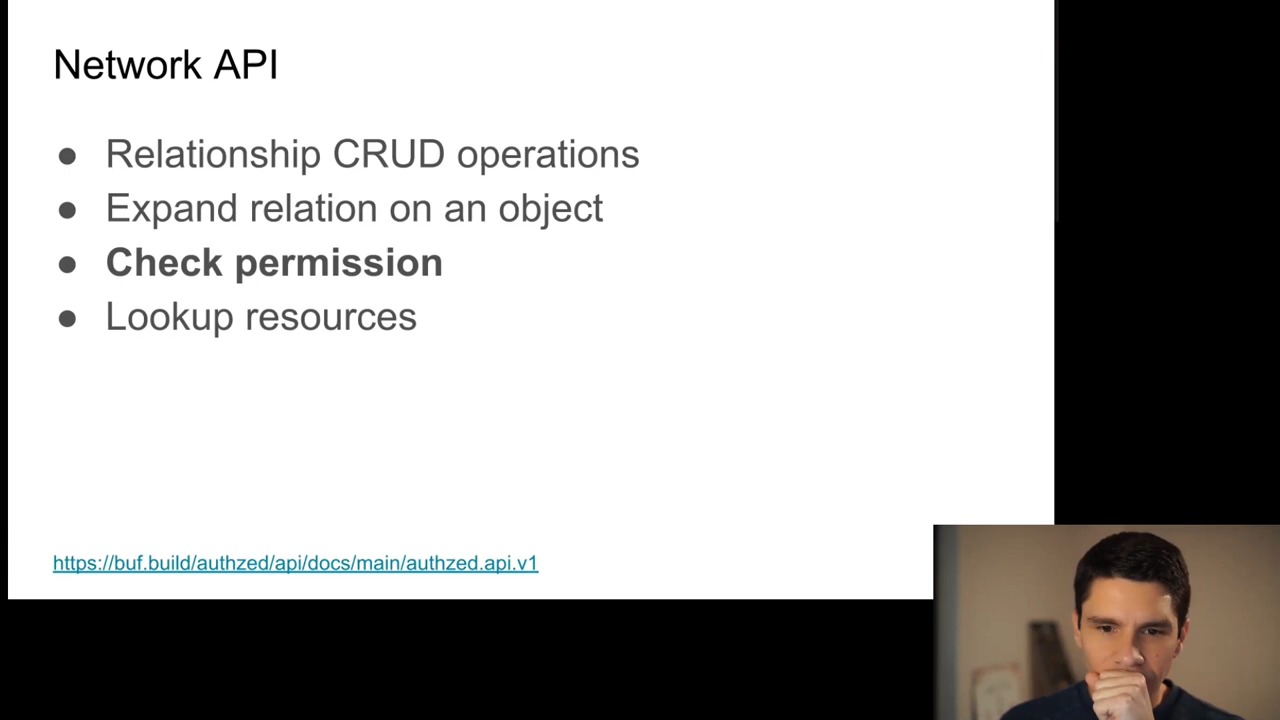 Network API
● Relationship CRUD operations
● Expand relation on an object
● Check permission
● Lookup resources
https://buf.build/authzed/api/docs/main/authzed.api.v1